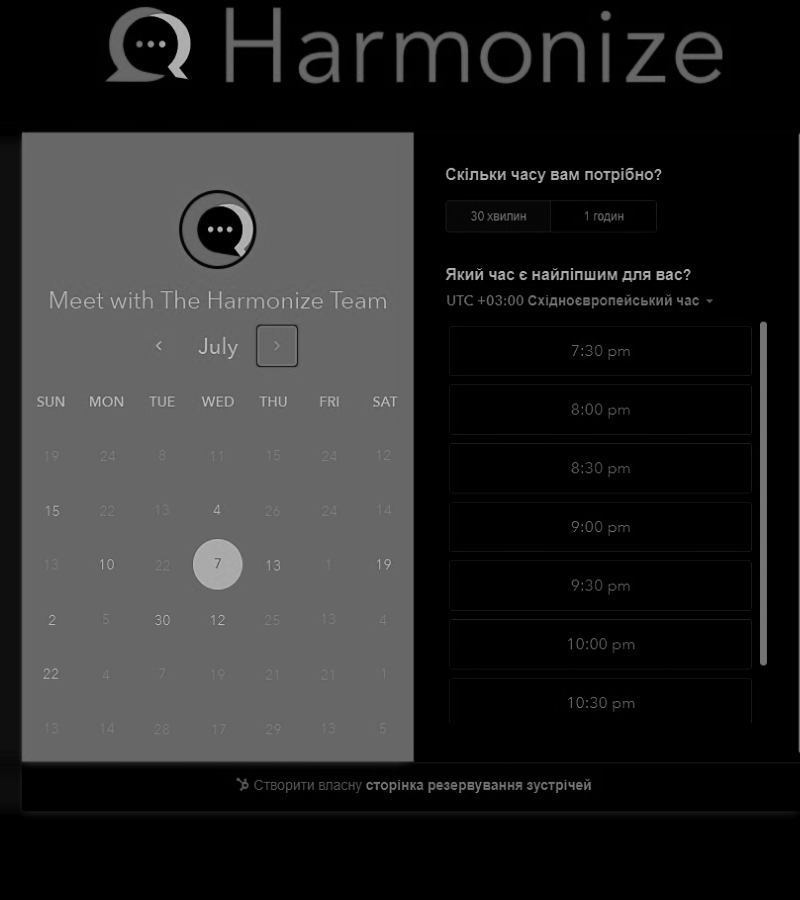 Harmonize
Meet with The Harmonize Team
July
SUN MON TUE WED THU FRI SAT
19 24 8 11 15 24 12
15 22 13 4 26 24 14
13 10 22 7 13 1 19
2 5 30 12 25 13 4
22 4 7 19 21 21 1
13 14 28 17 29 13 5
Скільки часу вам потрібно?
30 хвилин 1 годин
Який час є найліпшим для вас?
UTC +03:00 Східноєвропейський час
7:30 pm
8:00 pm
8:30 pm
9:00 pm
9:30 pm
10:00 pm
10:30 pm
Створити власну сторінка резервування зустрічей